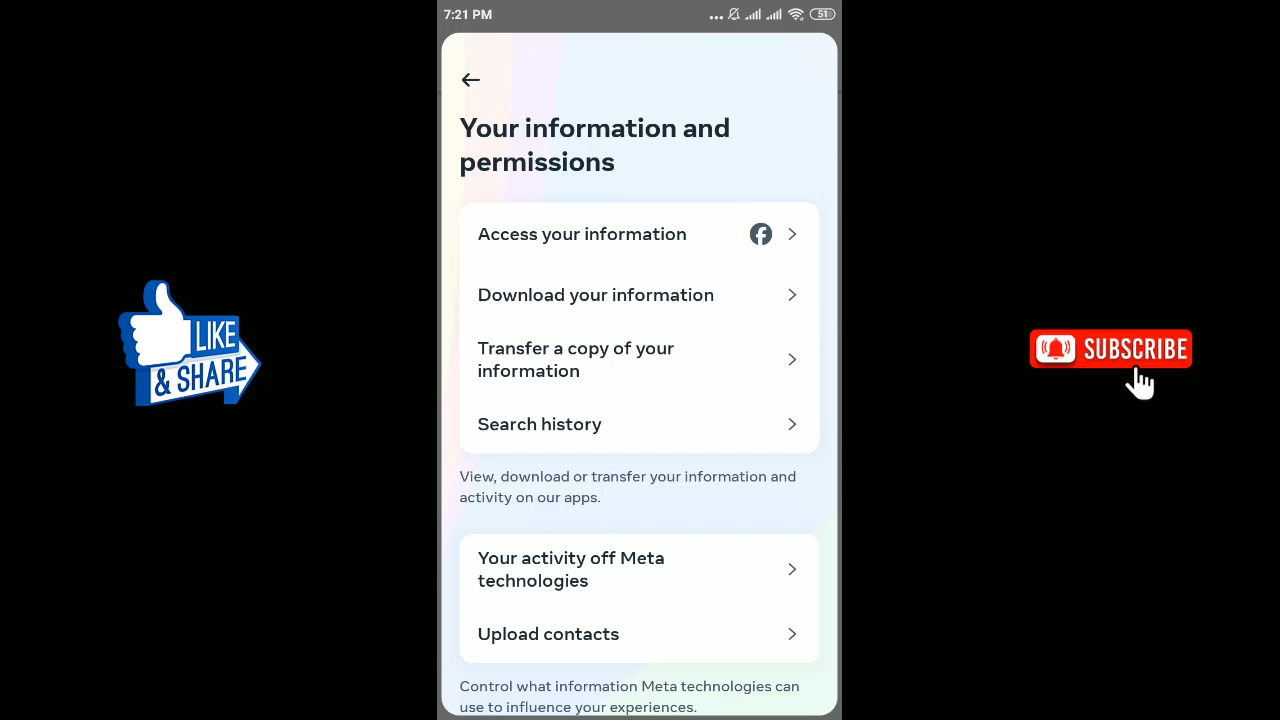 7:21 PM
51
Your information and
permissions
Access your information
Download your information
Transfer a copy of your
information
Search history
View, download or transfer your information and
activity on our apps.
Your activity off Meta
technologies
Upload contacts
Control what information Meta technologies can
use to influence your experiences.
LIKE
& SHARE
SUBSCRIBE